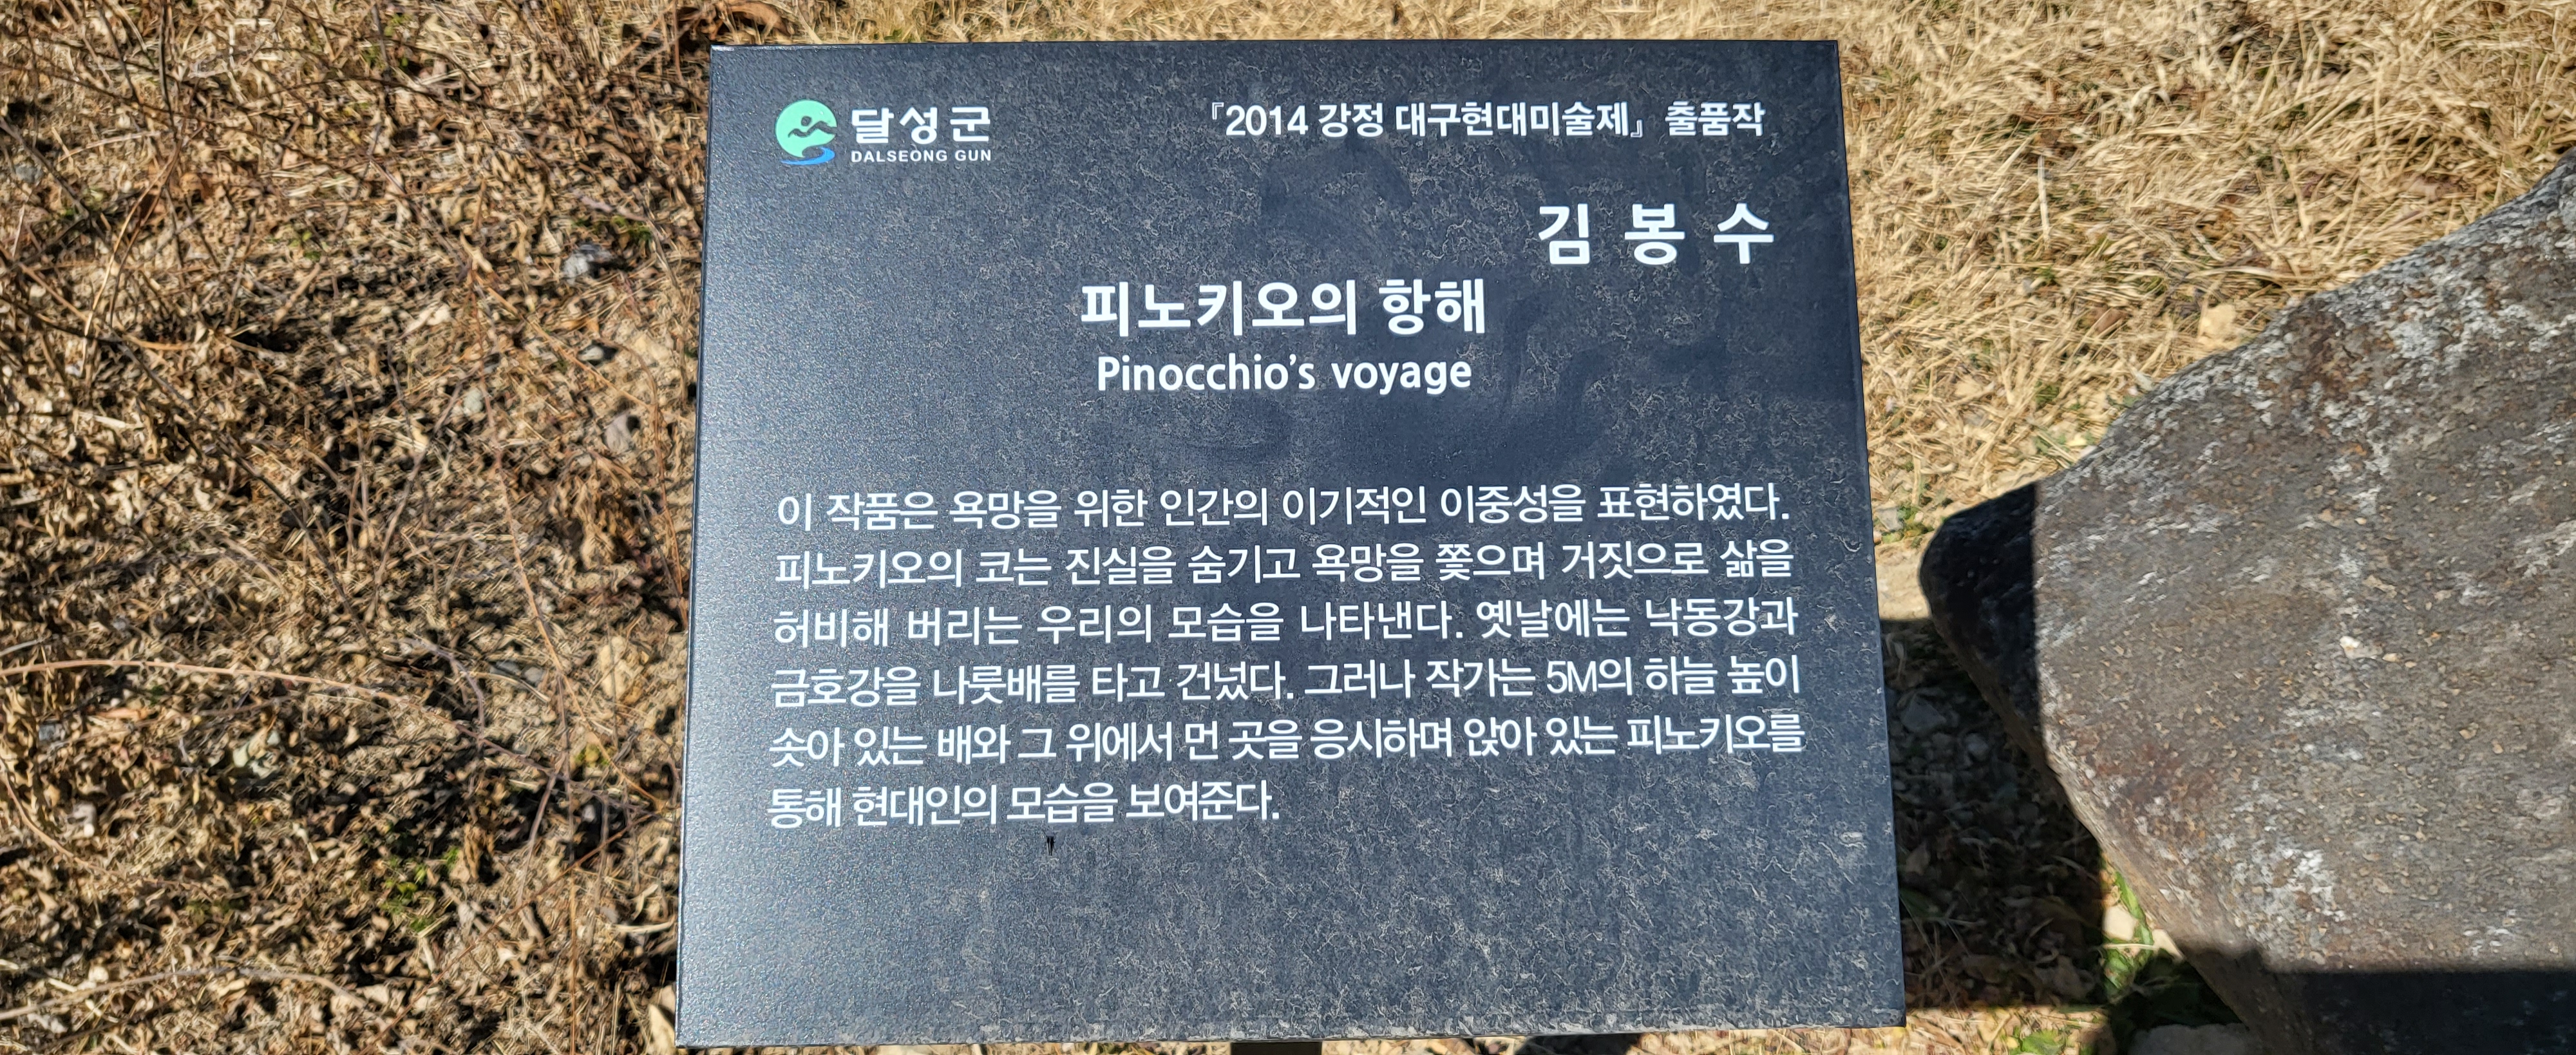 달성군
DALSEONG GUN
『2014 강정 대구현대미술제』 출품작
김 봉 수
피노키오의 항해
Pinocchio's voyage
이 작품은 욕망을 위한 인간의 이기적인 이중성을 표현하였다.
피노키오의 코는 진실을 숨기고 욕망을 쫓으며 거짓으로 삶을
허비해 버리는 우리의 모습을 나타낸다. 옛날에는 낙동강과
금호강을 나룻배를 타고 건넜다. 그러나 작가는 5M의 하늘 높이
솟아 있는 배와 그 위에서 먼 곳을 응시하며 앉아 있는 피노키오를
통해 현대인의 모습을 보여준다.